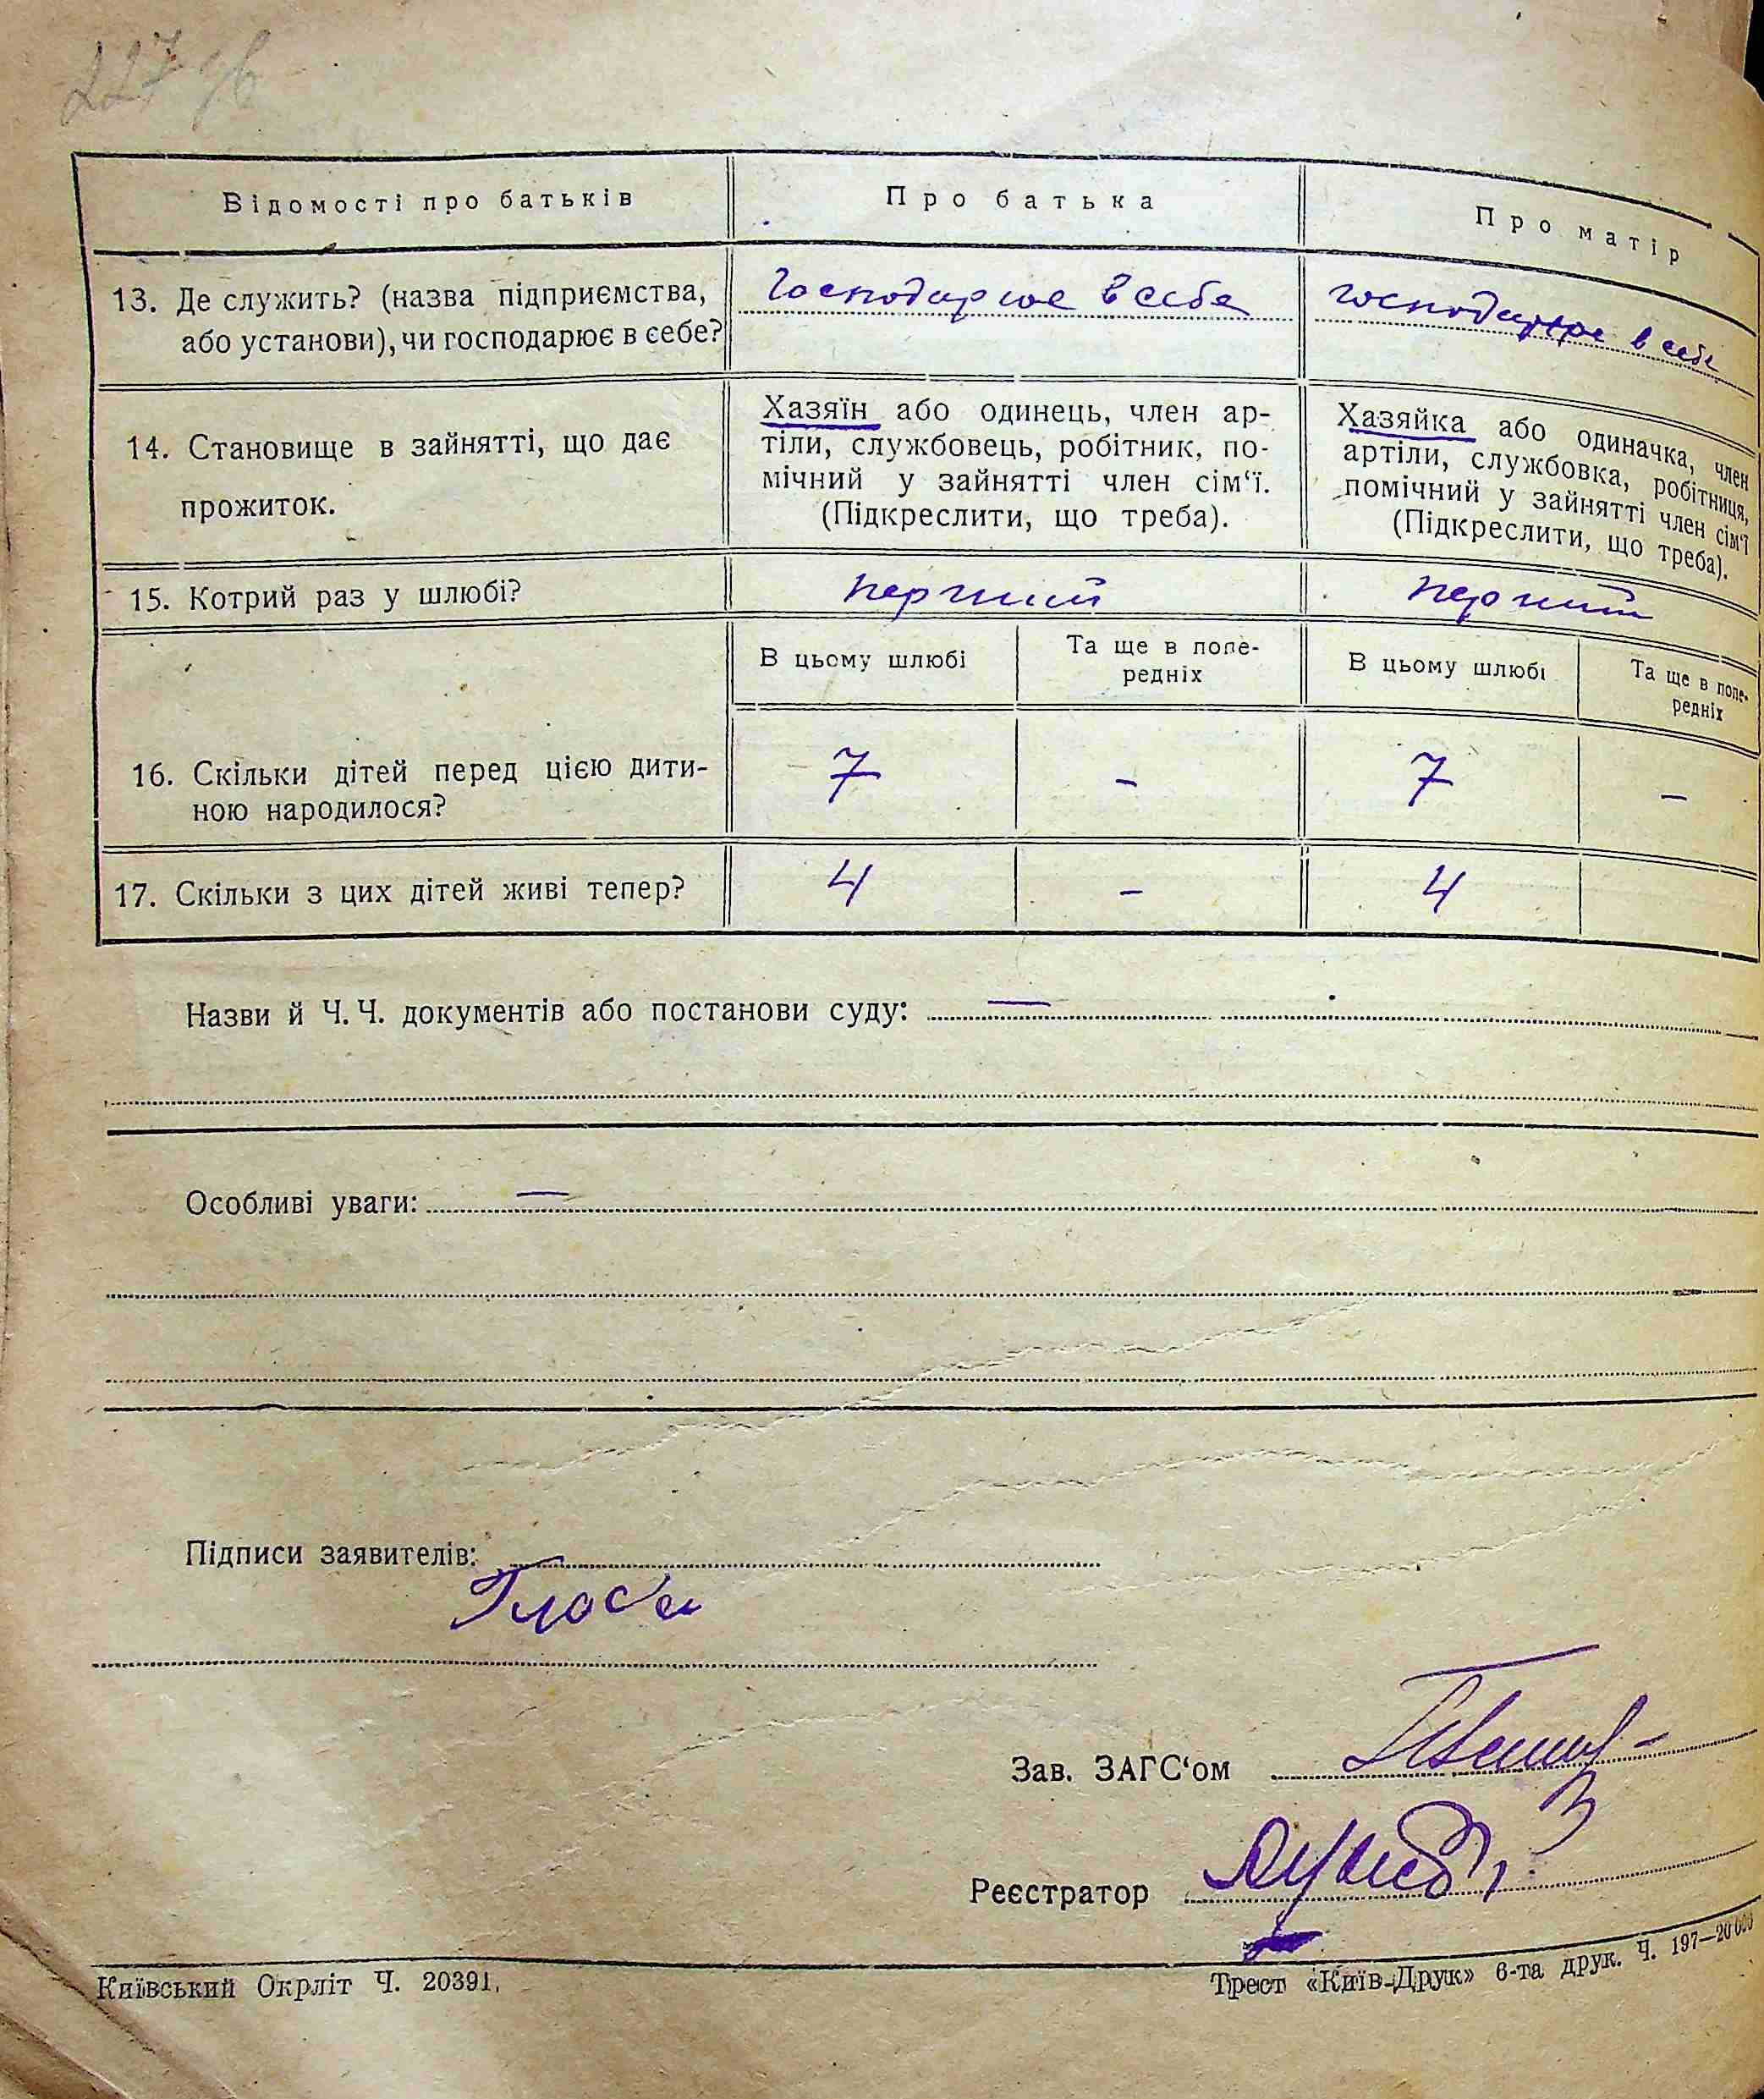 227 зв
Відомості про батьків
Про батька
Про матір
13. Де служить? (назва підприємства,
або установи), чи господарює в себе?
господарює в себе
господарює в себе
14. Становище в зайнятті, що дає
прожиток.
Хазяїн або одинець, член ар-
тіли, службовець, робітник, по-
мічний у зайнятті член сім‘ї.
(Підкреслити, що треба).
Хазяйка або одиначка, член
артіли, службовка, робітниця,
помічний у зайнятті член сім‘ї
(Підкреслити, що треба).
15. Котрий раз у шлюбі?
перший
перший
В цьому шлюбі
Та ще в попе-
редніх
В цьому шлюбі
Та ще в попе-
редніх
16. Скільки дітей перед цією дити-
ною народилося?
7
-
7
-
17. Скільки з цих дітей живі тепер?
4
-
4
Назви й Ч. Ч. документів або постанови суду: —
Особливі уваги: —
Підписи заявителів:
Зав. ЗАГС‘ом
Реєстратор
Київський Окрліт Ч. 20391.
Трест «Київ-Друк» 6-та друк. Ч. 197—20000